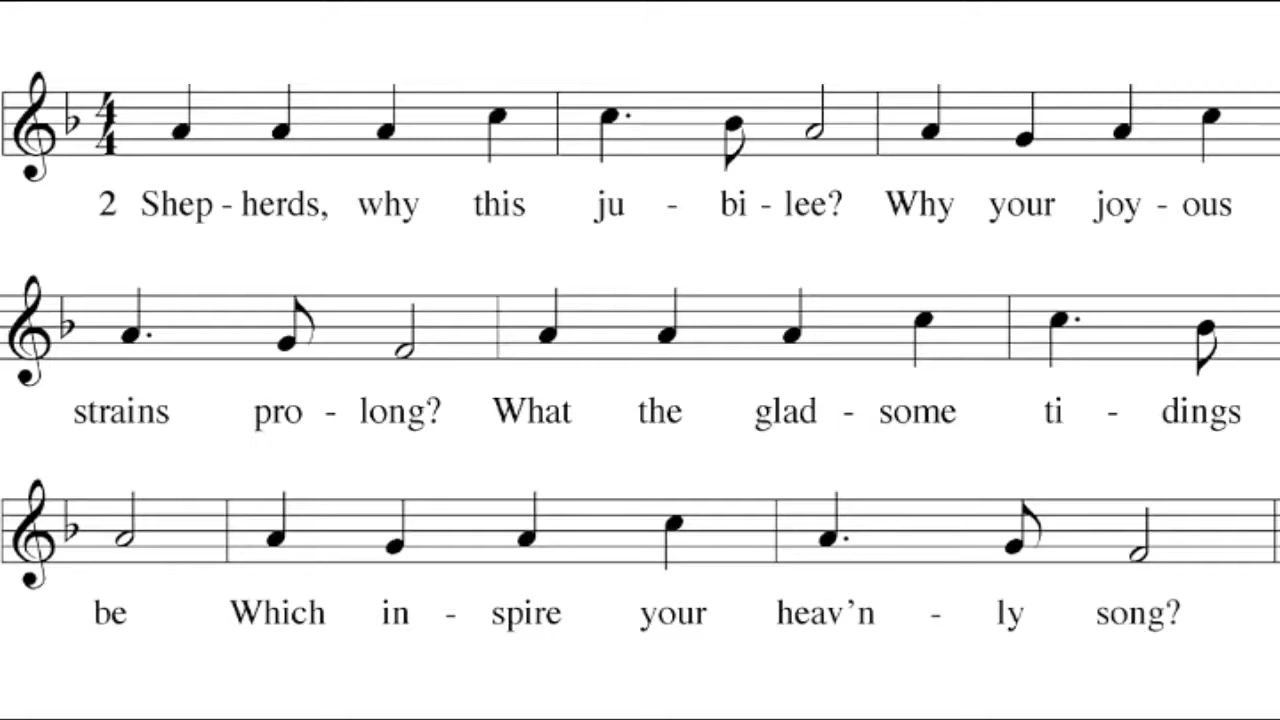 2 Shep - herds, why this ju - bi - lee? Why your joy - ous
strains pro - long? What the glad - some ti - dings
be Which in - spire your heav’n - ly song?